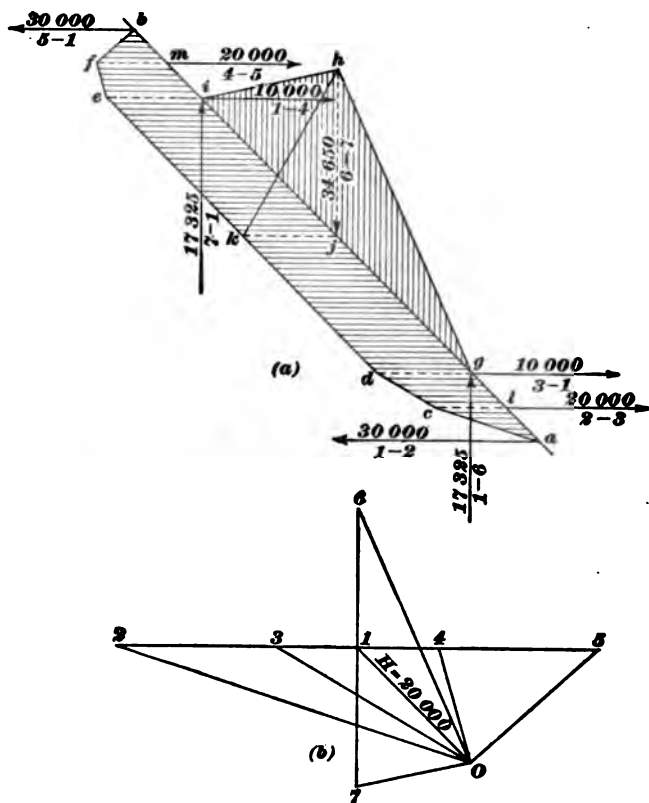 30 000 b
5-1
f m 20 000 h
4-5
e i 10,000
1-4
34 650
6-7
17 325
7-1
k j
(a) d g 10 000
3-1
c l 20,000
2-3
30 000 a
1-2
17 325
1-6
6
2 3 1 4 5
H=20 000
(b) O
7